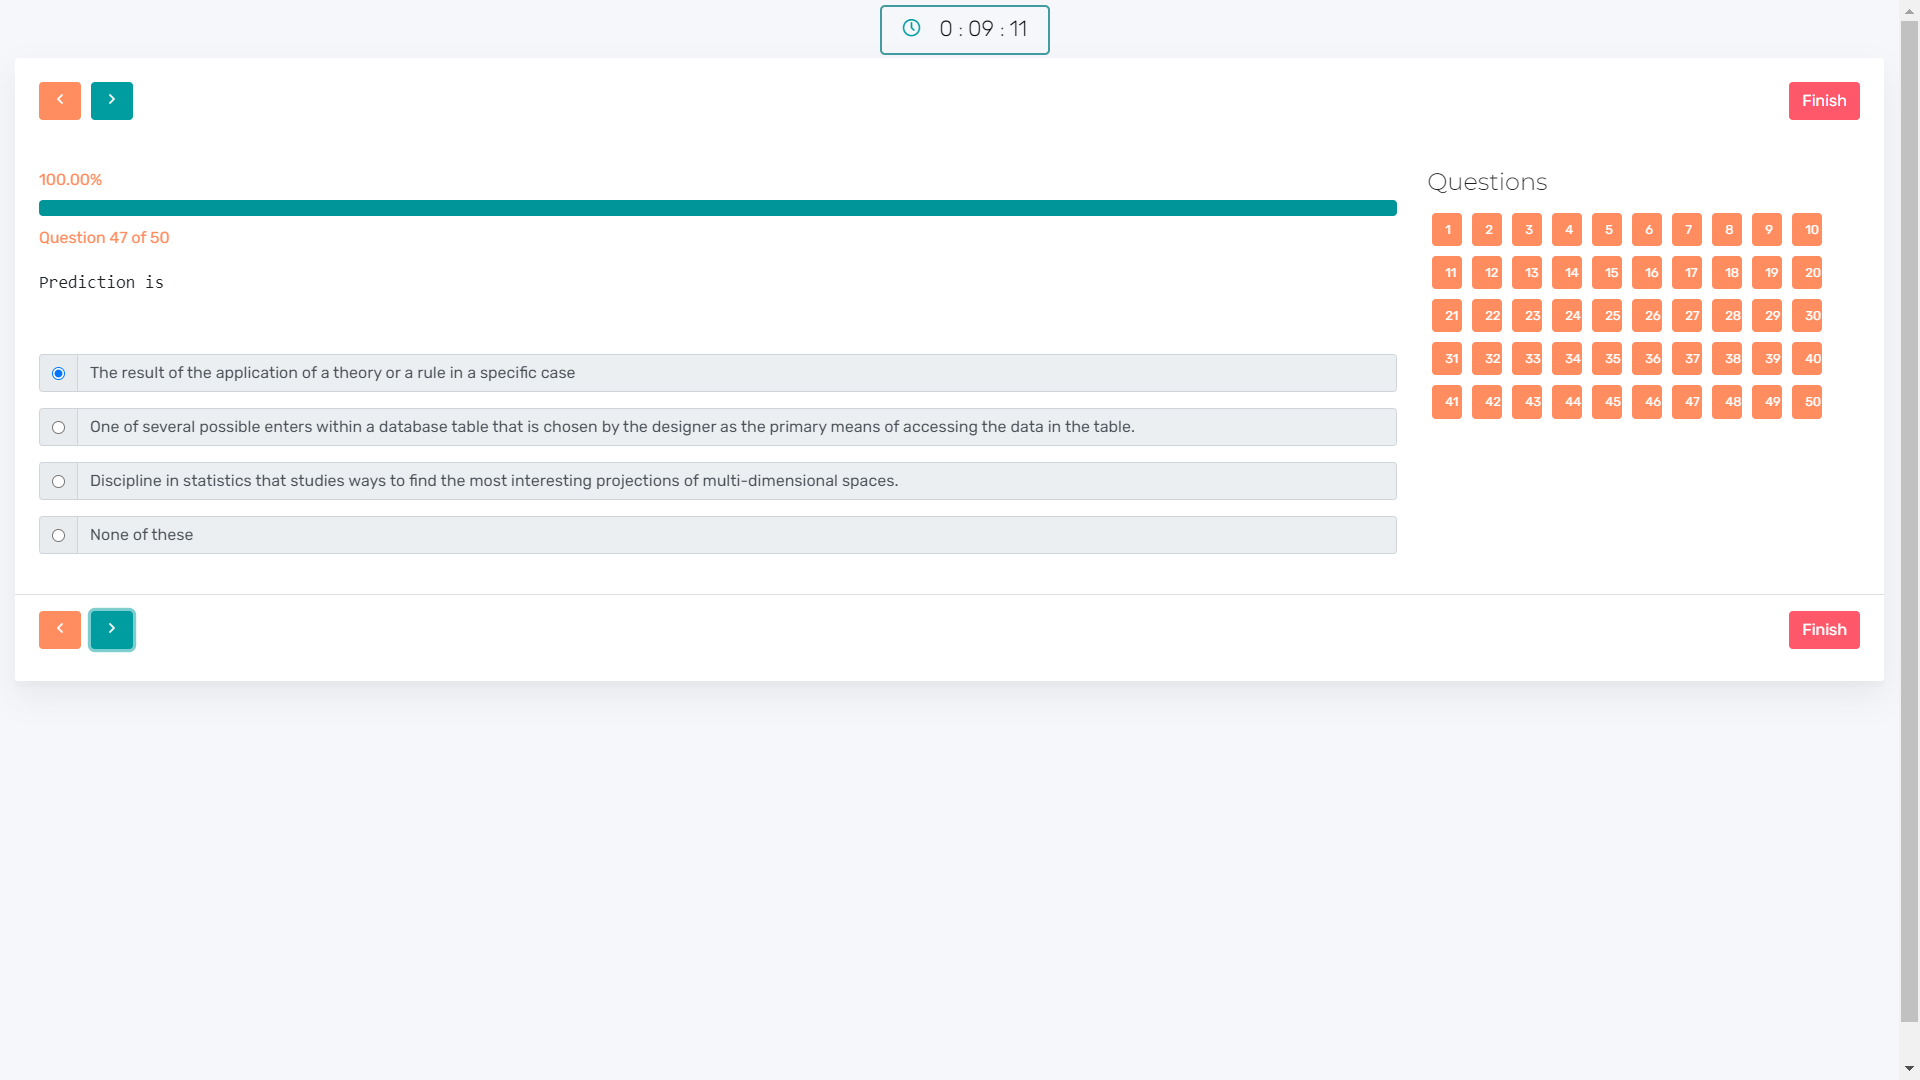 0 : 09 : 11
Finish
100.00%
Question 47 of 50
Prediction is
The result of the application of a theory or a rule in a specific case
One of several possible enters within a database table that is chosen by the designer as the primary means of accessing the data in the table.
Discipline in statistics that studies ways to find the most interesting projections of multi-dimensional spaces.
None of these
Questions
1 2 3 4 5 6 7 8 9 10
11 12 13 14 15 16 17 18 19 20
21 22 23 24 25 26 27 28 29 30
31 32 33 34 35 36 37 38 39 40
41 42 43 44 45 46 47 48 49 50
Finish